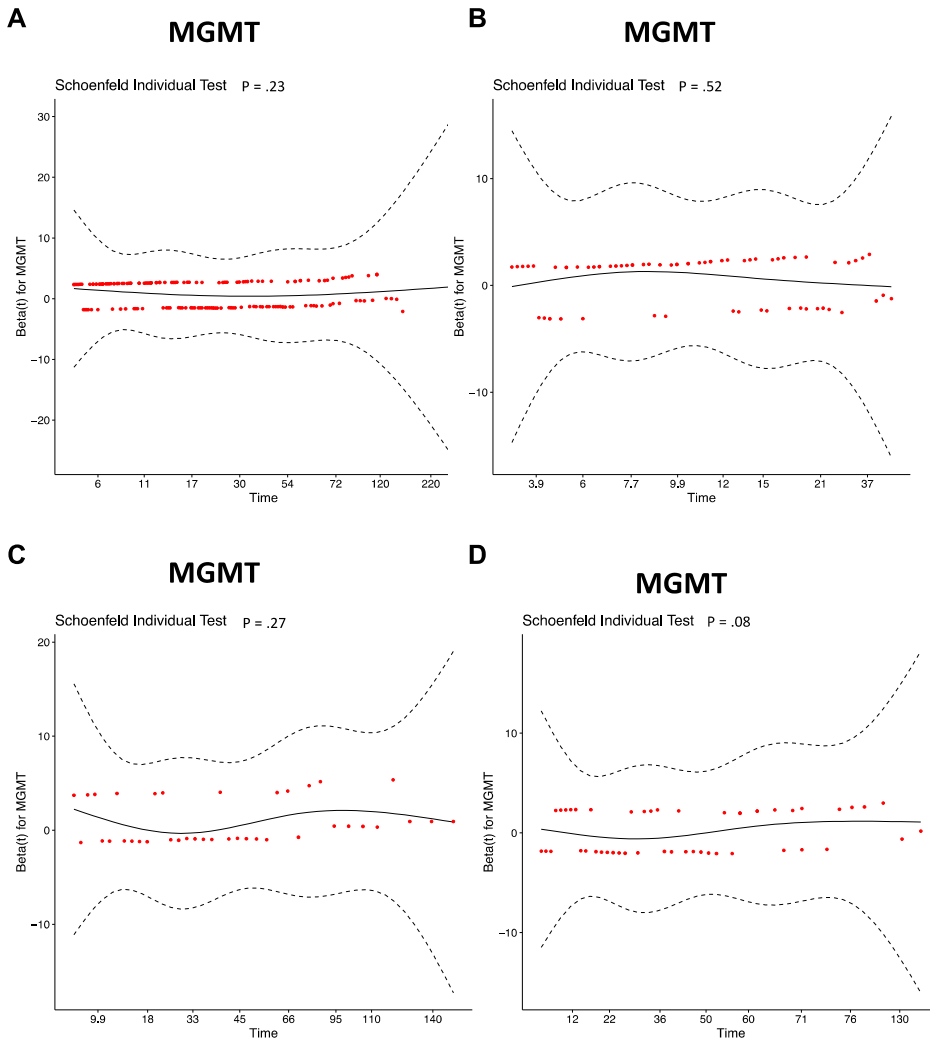 A
MGMT
Schoenfeld Individual Test P = .23
Beta(t) for MGMT
30
20
10
0
−10
−20
6 11 17 30 54 72 120 220
Time
B
MGMT
Schoenfeld Individual Test P = .52
Beta(t) for MGMT
10
0
−10
3.9 6 7.7 9.9 12 15 21 37
Time
C
MGMT
Schoenfeld Individual Test P = .27
Beta(t) for MGMT
20
10
0
−10
9.9 18 33 45 66 95 110 140
Time
D
MGMT
Schoenfeld Individual Test P = .08
Beta(t) for MGMT
10
0
−10
12 22 36 50 60 71 76 130
Time